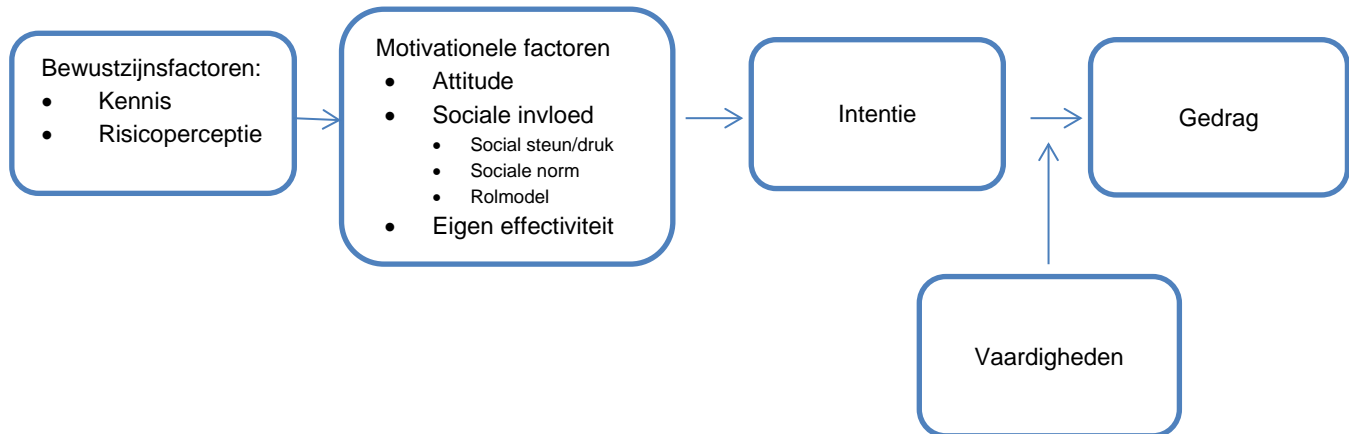 Bewustzijnsfactoren:
• Kennis
• Risicoperceptie
Motivationele factoren
• Attitude
• Sociale invloed
• Social steun/druk
• Sociale norm
• Rolmodel
• Eigen effectiviteit
Intentie
Gedrag
Vaardigheden